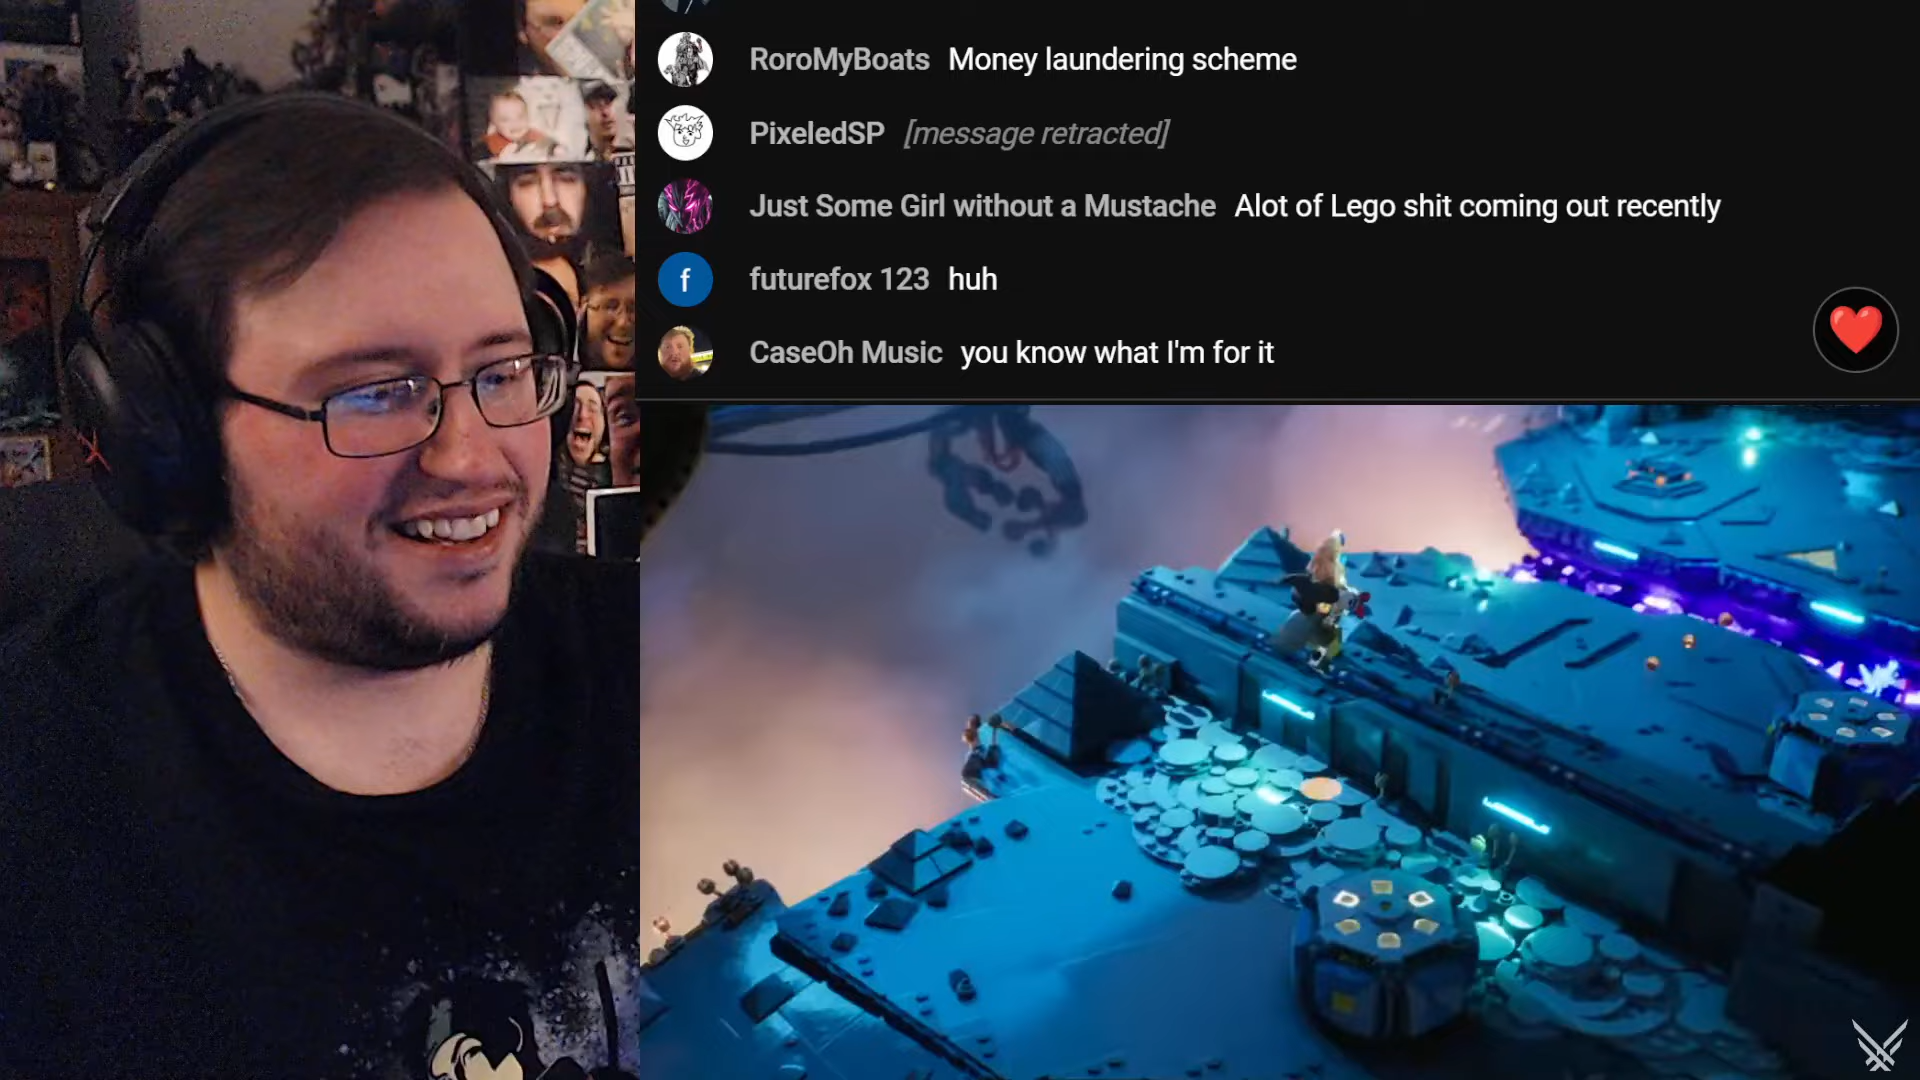 RoroMyBoats Money laundering scheme
PixeledSP [message retracted]
Just Some Girl without a Mustache Alot of Lego shit coming out recently
f futurefox 123 huh
CaseOh Music you know what I'm for it